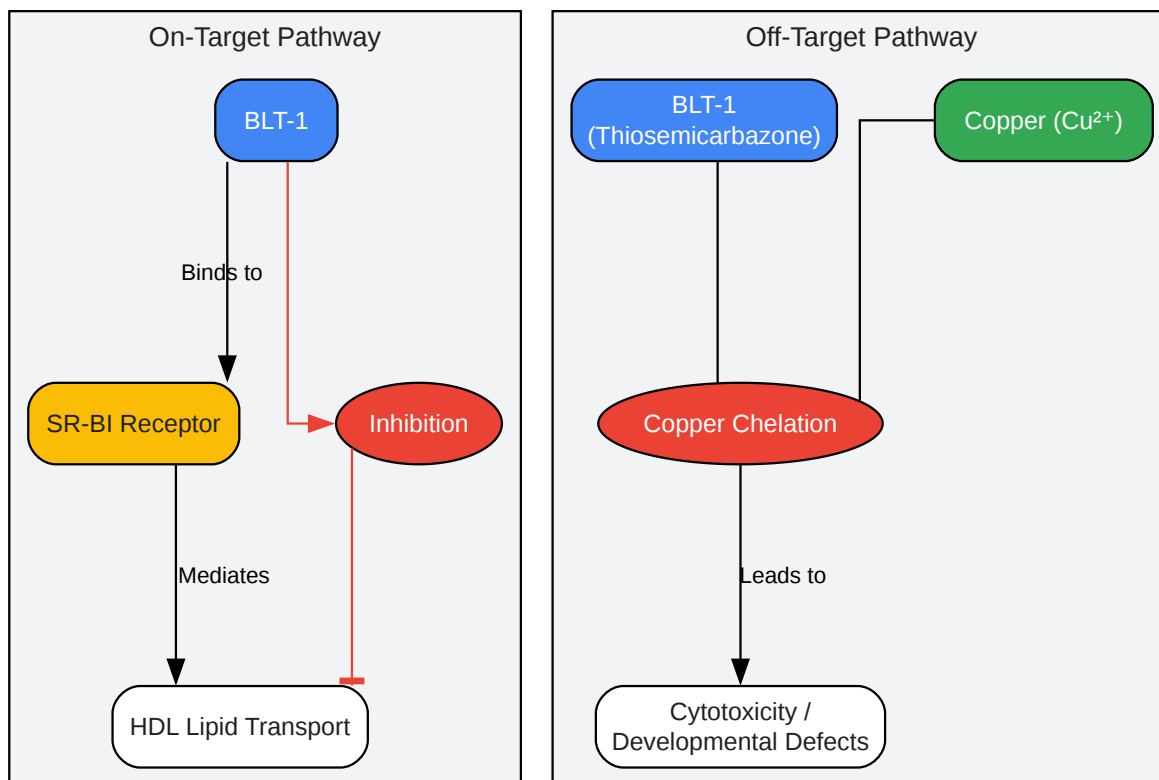 On-Target Pathway
BLT-1
Binds to
SR-BI Receptor
Inhibition
Mediates
HDL Lipid Transport
Off-Target Pathway
BLT-1
(Thiosemicarbazone)
Copper (Cu²⁺)
Copper Chelation
Leads to
Cytotoxicity /
Developmental Defects